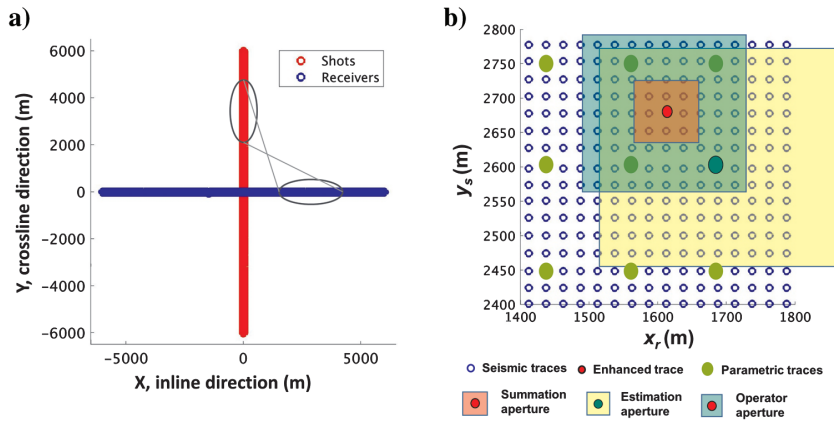 a)
6000
4000
2000
0
−2000
−4000
−6000
Y, crossline direction (m)
−5000
0
5000
X, inline direction (m)
Shots
Receivers
b)
2800
2750
2700
2650
2600
2550
2500
2450
2400
y_s (m)
1400
1500
1600
1700
1800
x_r (m)
Seismic traces
Enhanced trace
Parametric traces
Summation
aperture
Estimation
aperture
Operator
aperture